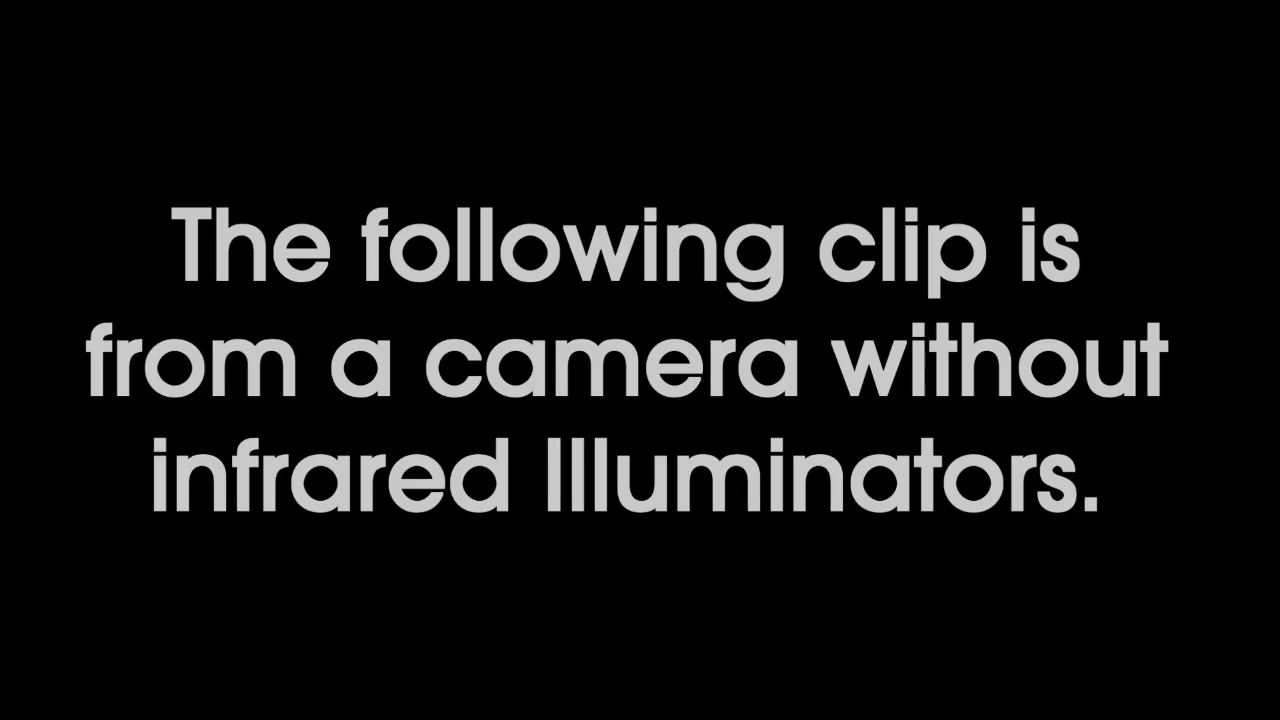 The following clip is
from a camera without
infrared Illuminators.